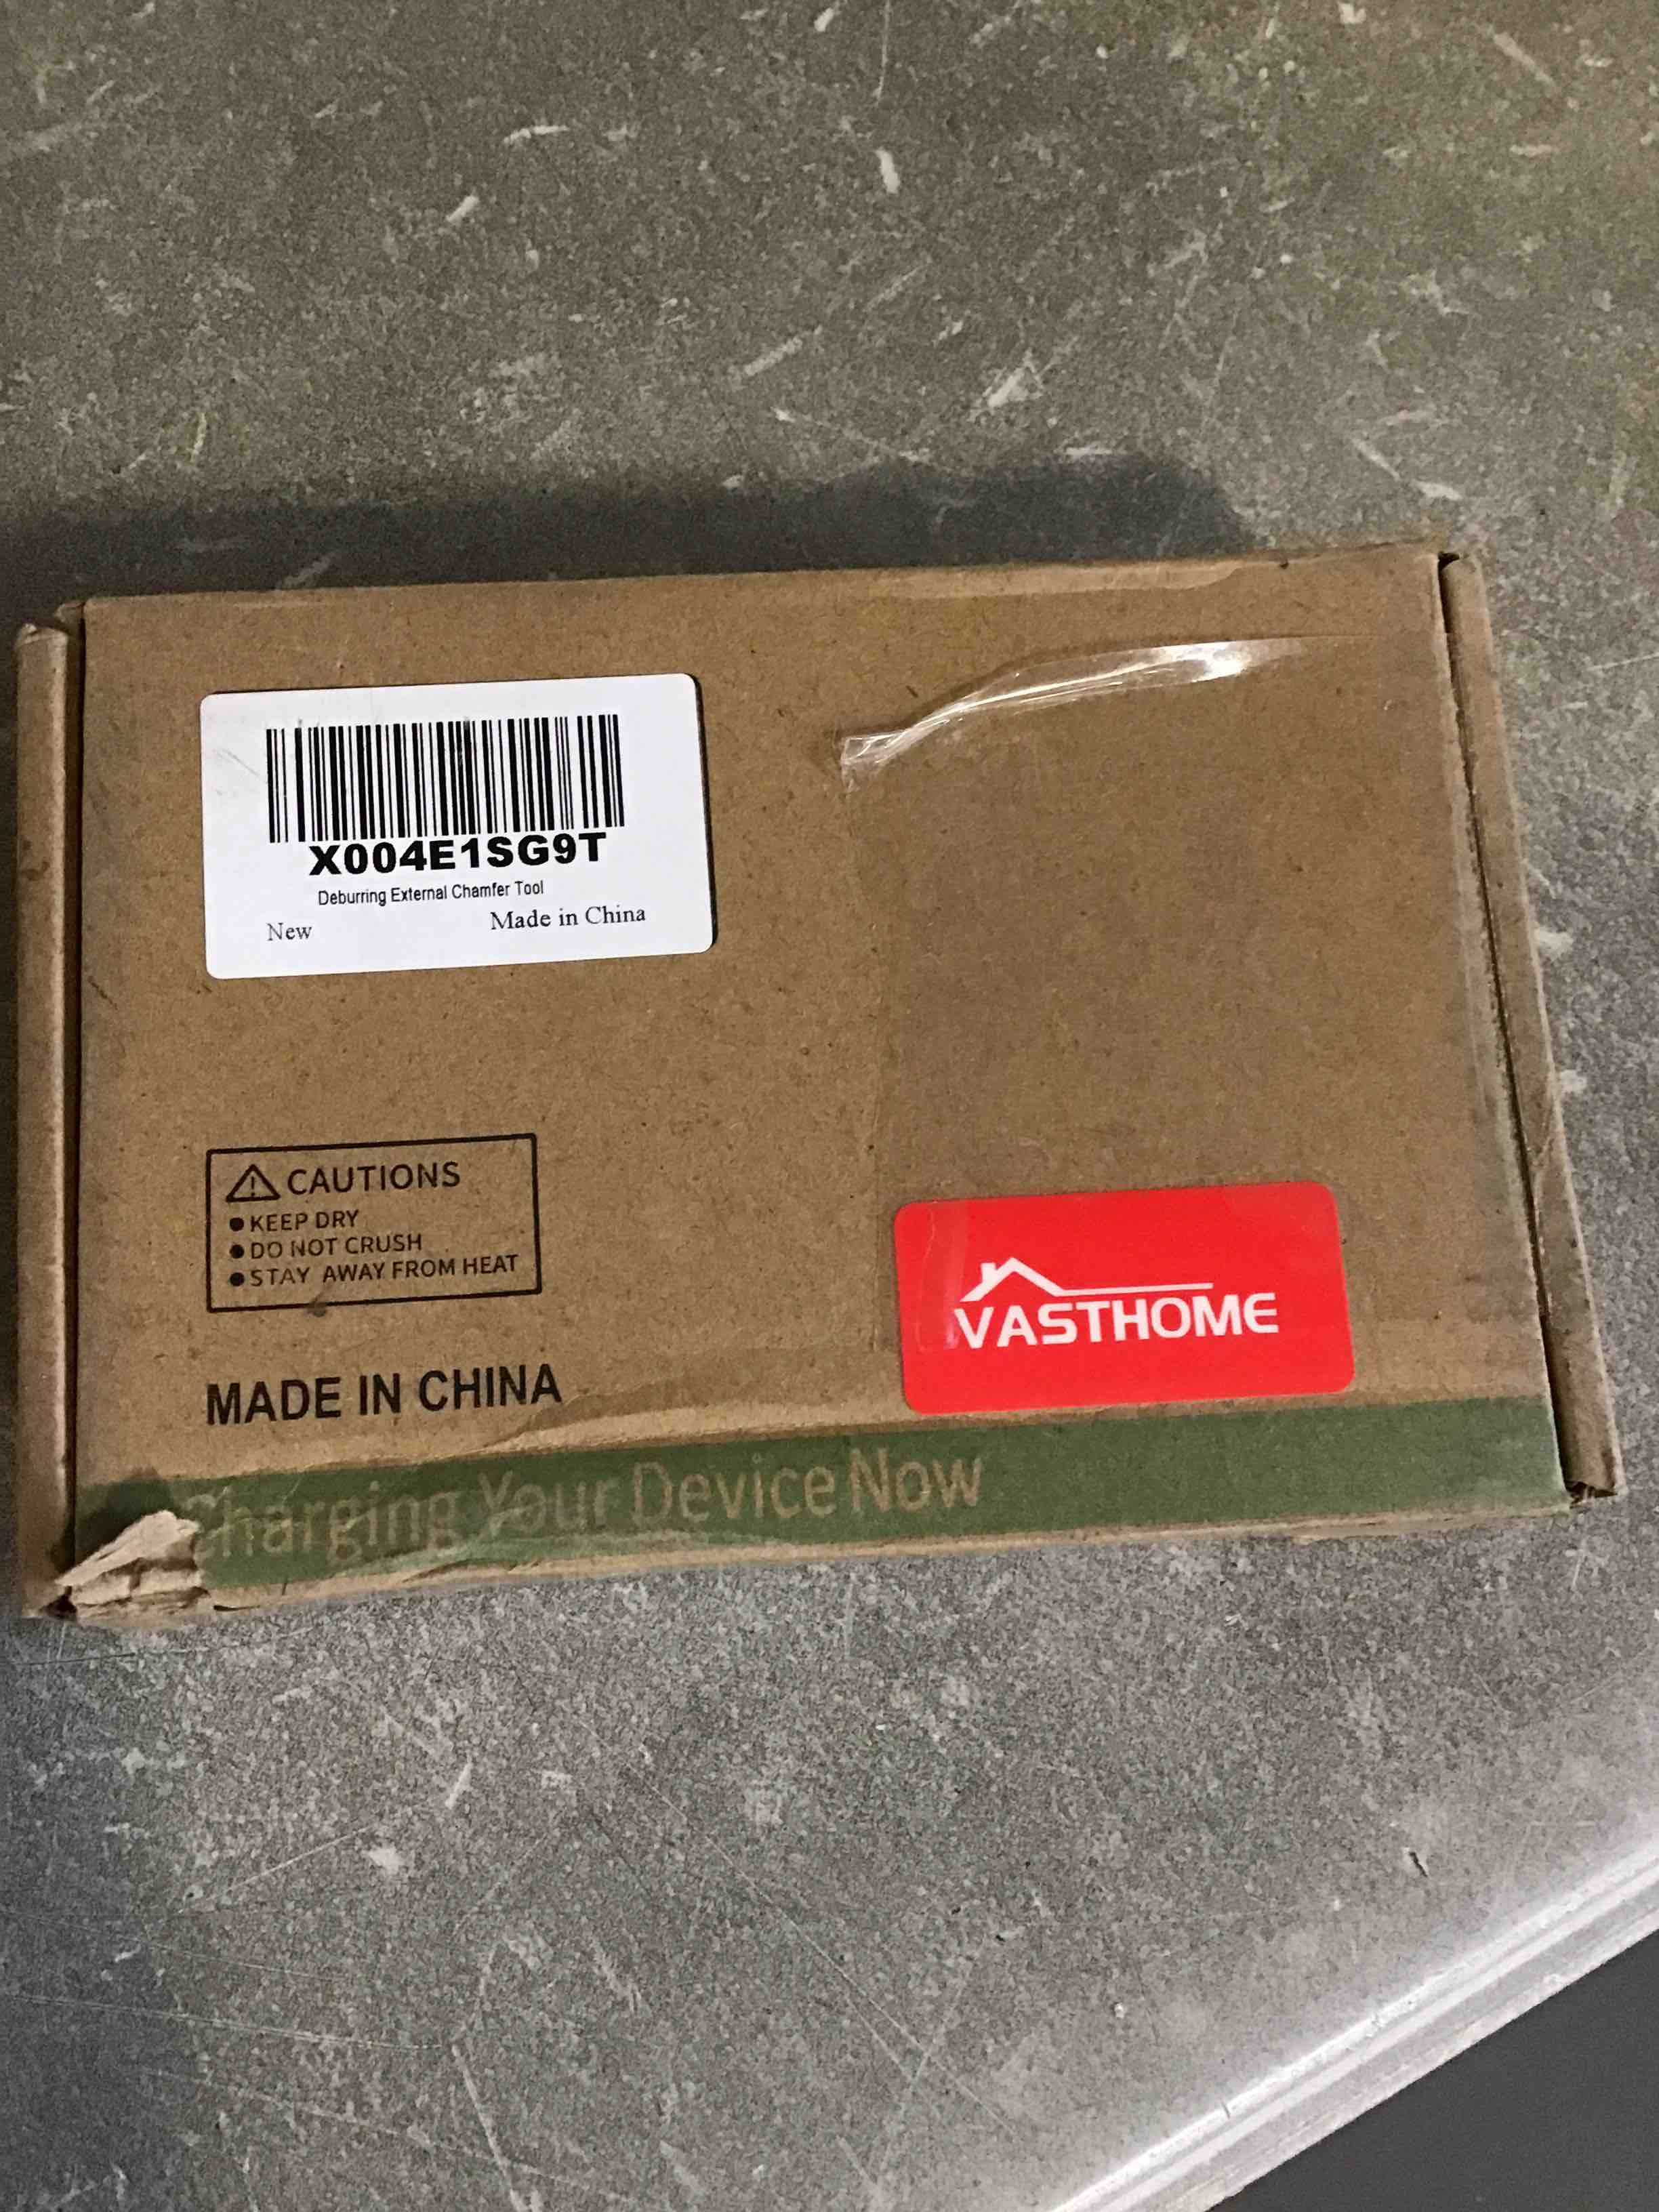 X004E1SG9T
Deburring External Chamfer Tool
New Made in China
CAUTIONS
KEEP DRY
DO NOT CRUSH
STAY AWAY FROM HEAT
VASTHOME
MADE IN CHINA
Charging Your Device Now